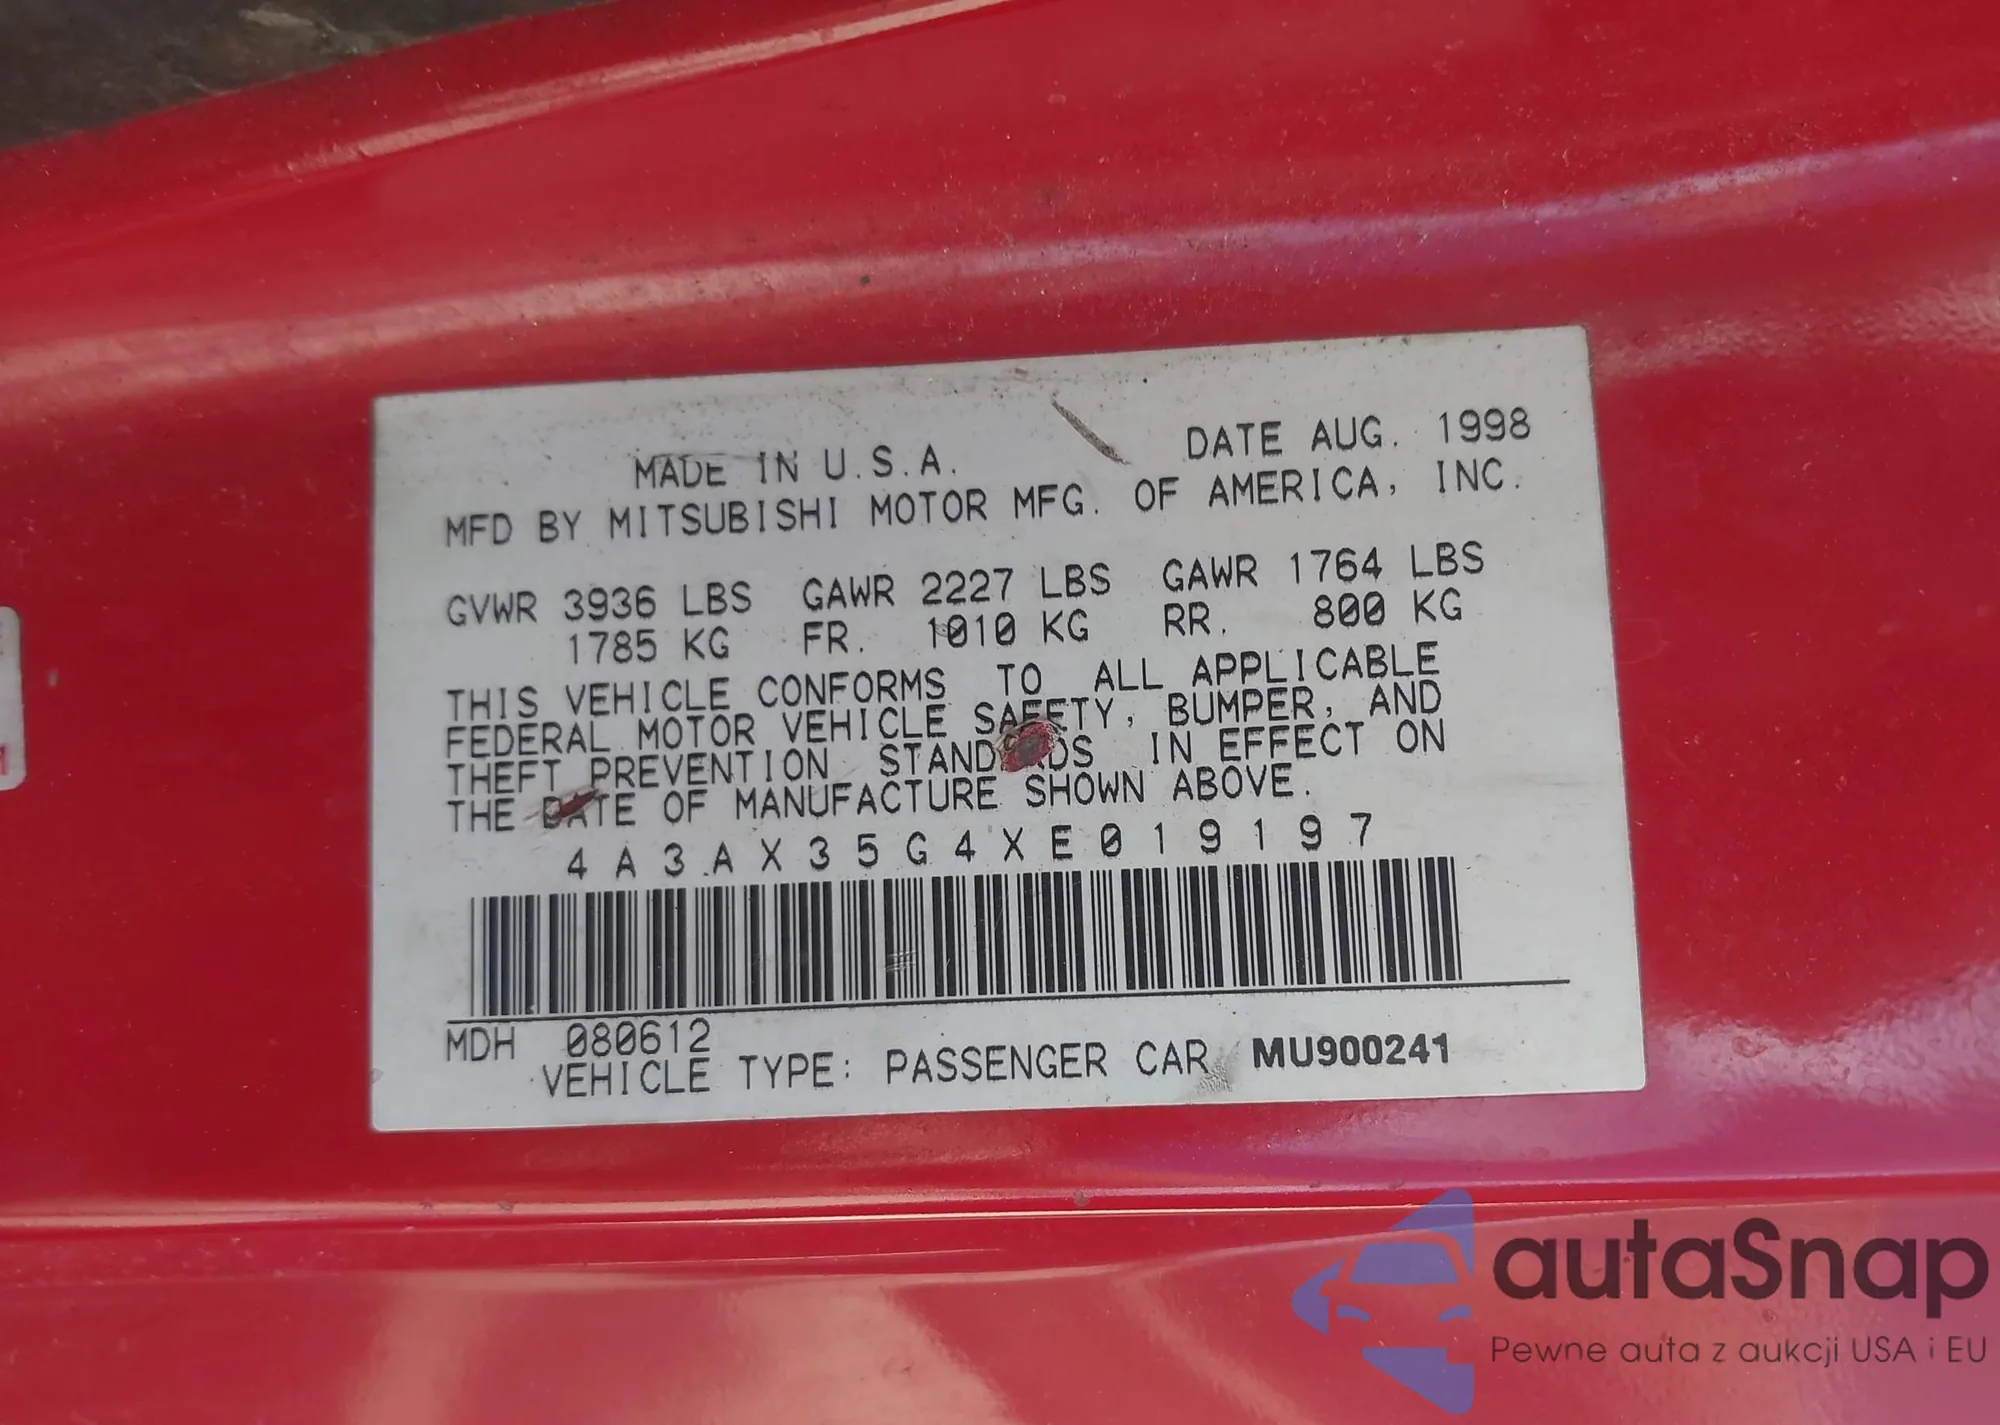 MADE IN U.S.A. DATE AUG. 1998
MFD BY MITSUBISHI MOTOR MFG. OF AMERICA, INC.
GVWR 3936 LBS GAWR 2227 LBS GAWR 1764 LBS
1785 KG FR. 1010 KG RR. 800 KG
THIS VEHICLE CONFORMS TO ALL APPLICABLE
FEDERAL MOTOR VEHICLE SAFETY, BUMPER, AND
THEFT PREVENTION STANDARDS IN EFFECT ON
THE DATE OF MANUFACTURE SHOWN ABOVE.
4A3AX35G4XE019197
MDH 080612
VEHICLE TYPE: PASSENGER CAR MU900241
autaSnap
Pewne auta z aukcji USA i EU